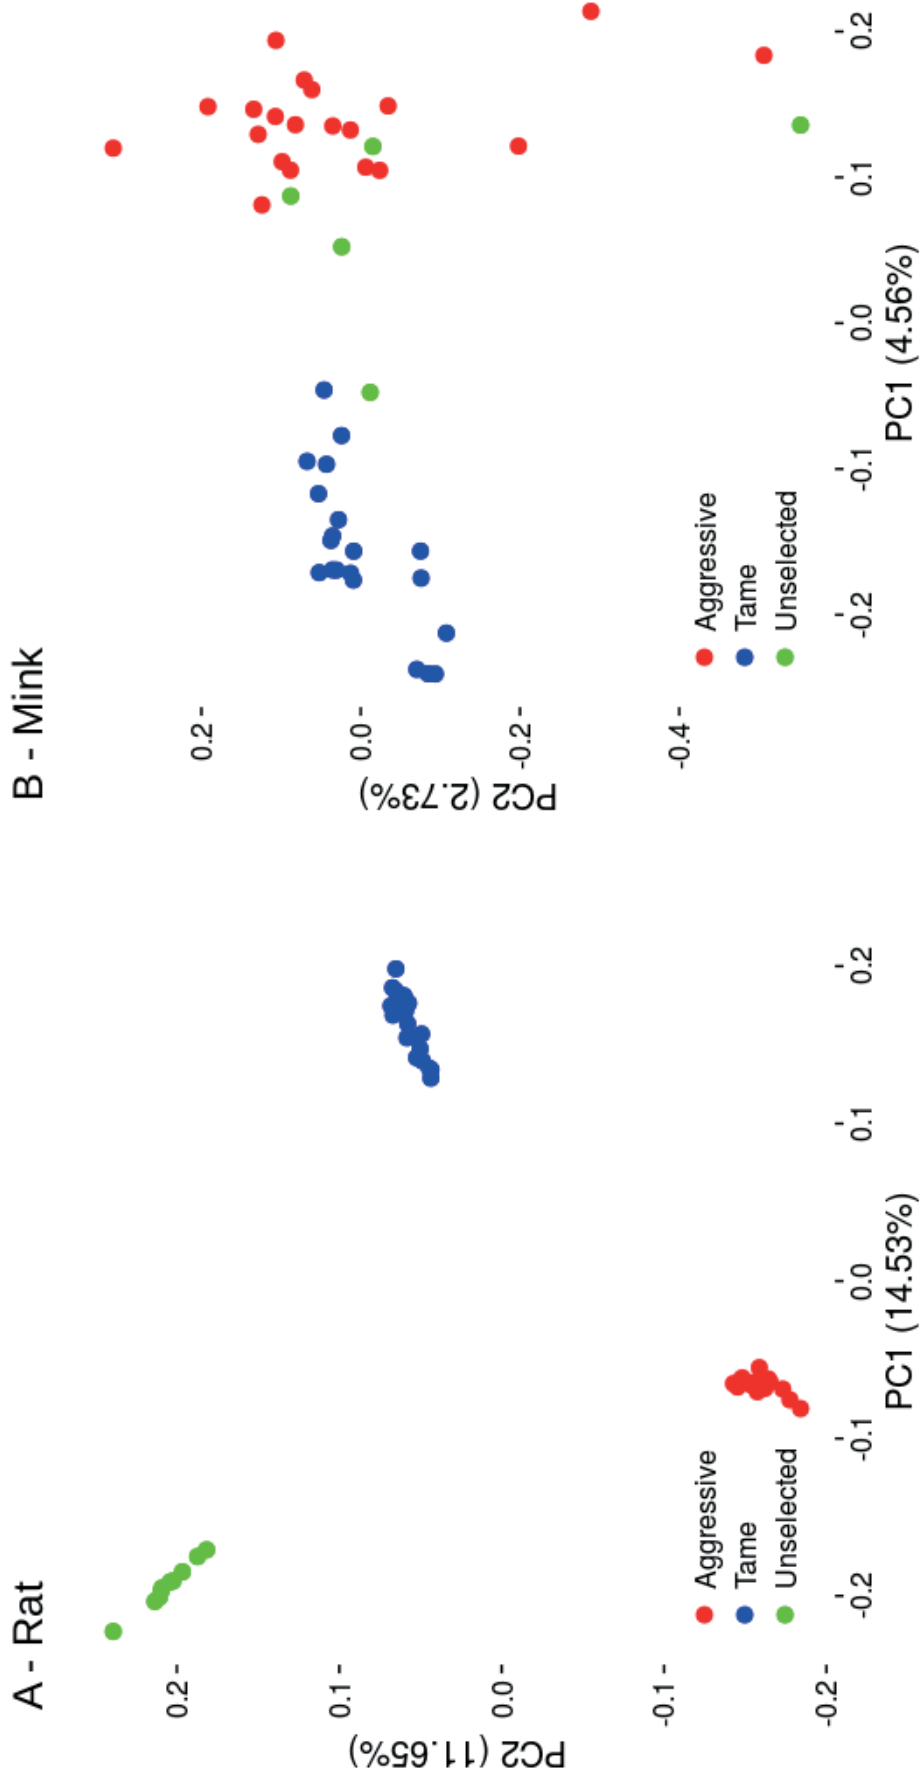 A - Rat
PC2 (11.65%)
0.2
0.1
0.0
-0.1
-0.2
Aggressive
Tame
Unselected
-0.2
-0.1
0.0
0.1
0.2
PC1 (14.53%)
B - Mink
PC2 (2.73%)
0.2
0.0
-0.2
-0.4
Aggressive
Tame
Unselected
-0.2
-0.1
0.0
0.1
0.2
PC1 (4.56%)